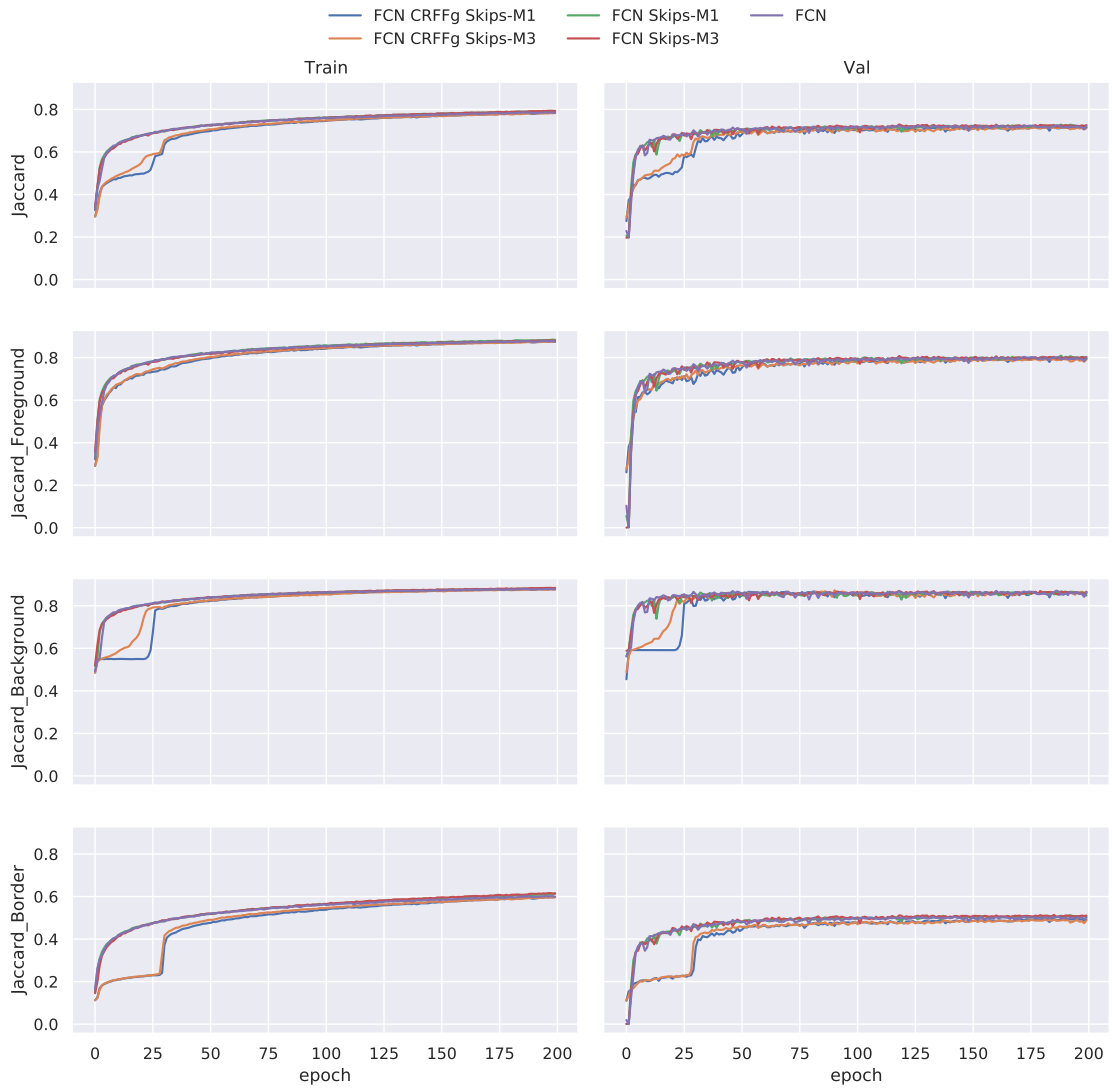 FCN CRFFg Skips-M1 FCN Skips-M1 FCN
FCN CRFFg Skips-M3 FCN Skips-M3
Train Val
0.8
0.6
0.4
0.2
0.0
Jaccard
0.8
0.6
0.4
0.2
0.0
Jaccard_Foreground
0.8
0.6
0.4
0.2
0.0
Jaccard_Background
0.8
0.6
0.4
0.2
0.0
Jaccard_Border
0 25 50 75 100 125 150 175 200 0 25 50 75 100 125 150 175 200
epoch epoch